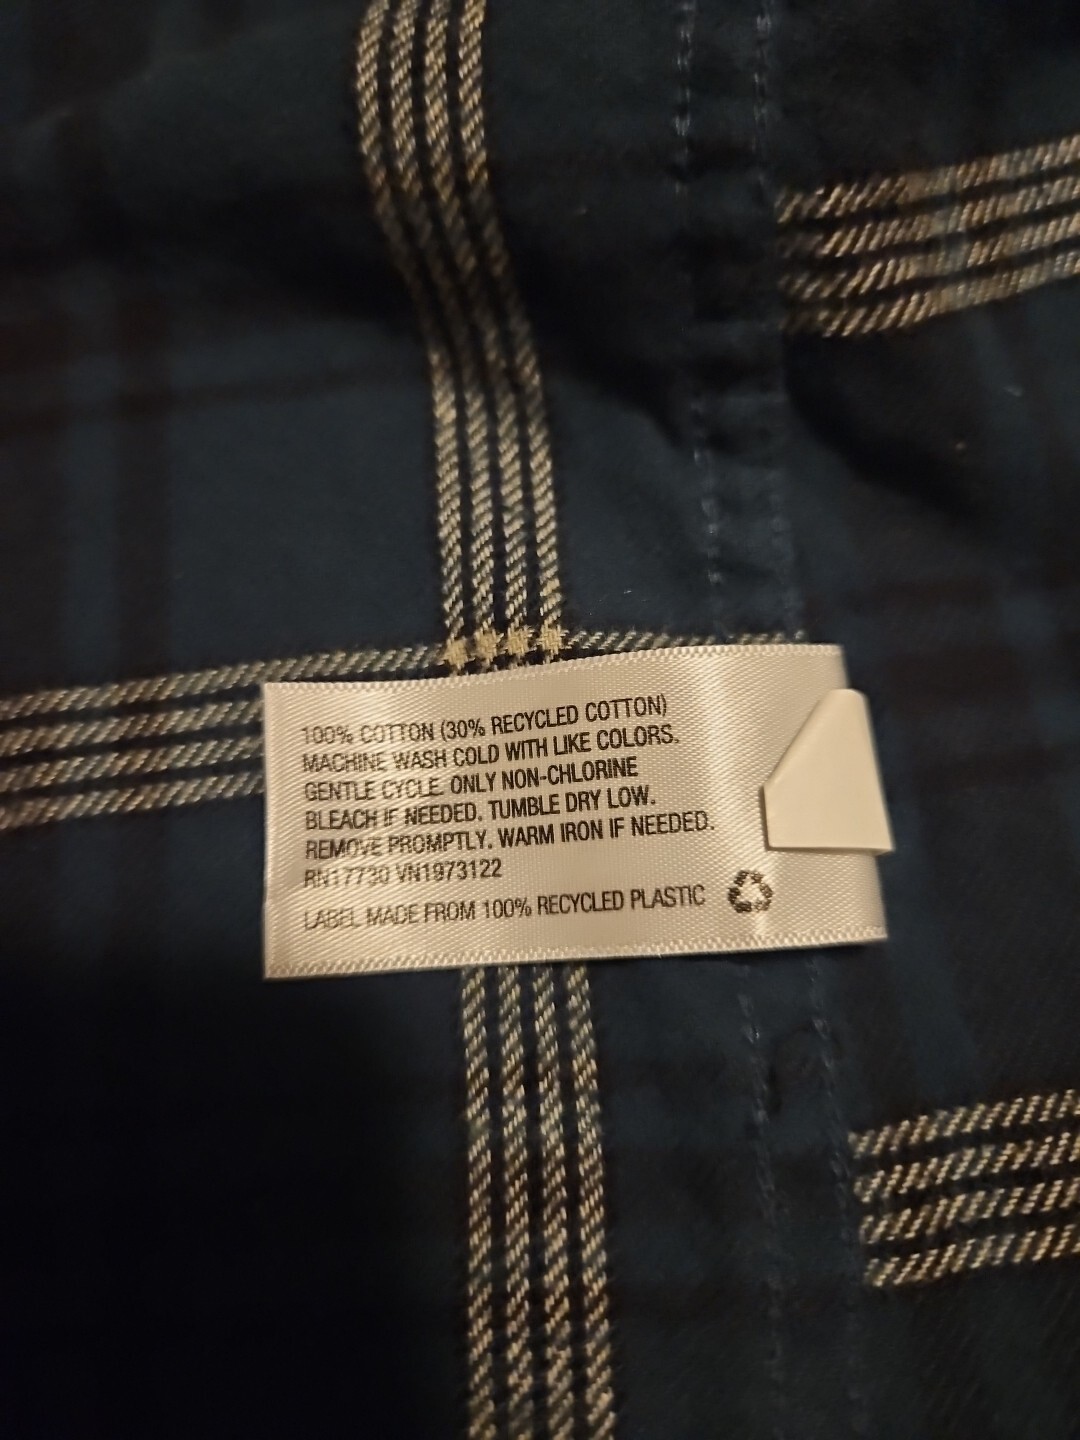 100% COTTON (30% RECYCLED COTTON)
MACHINE WASH COLD WITH LIKE COLORS.
GENTLE CYCLE. ONLY NON-CHLORINE
BLEACH IF NEEDED. TUMBLE DRY LOW.
REMOVE PROMPTLY. WARM IRON IF NEEDED.
RN17730 VN1973122
LABEL MADE FROM 100% RECYCLED PLASTIC